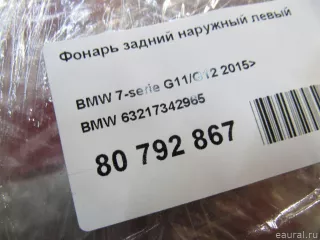 Фонарь задний наружный левый
BMW 7-serie G11/G12 2015>
BMW 63217342965
80 792 867
eaural.ru